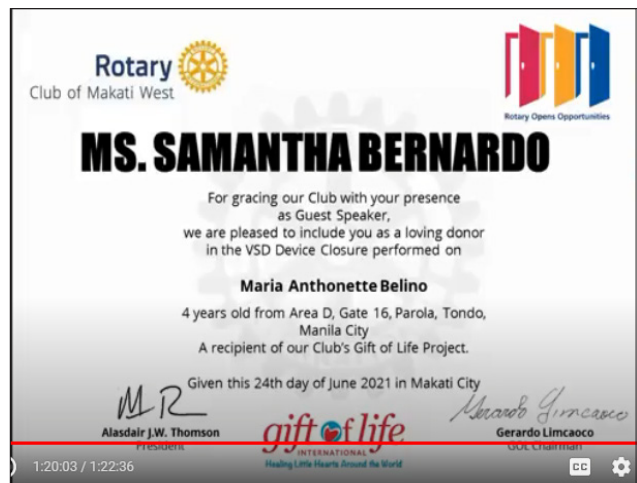 Rotary
Club of Makati West
Rotary Opens Opportunities
MS. SAMANTHA BERNARDO
For gracing our Club with your presence
as Guest Speaker,
we are pleased to include you as a loving donor
in the VSD Device Closure performed on
Maria Anthonette Belino
4 years old from Area D, Gate 16, Parola, Tondo,
Manila City
A recipient of our Club's Gift of Life Project.
Given this 24th day of June 2021 in Makati City
Gerardo Limcaoco
Alasdair J.W. Thomson
President
gift of life
INTERNATIONAL
Healing Little Hearts Around the World
Gerardo Limcaoco
GOL Chairman
1:20:03 / 1:22:36
CC